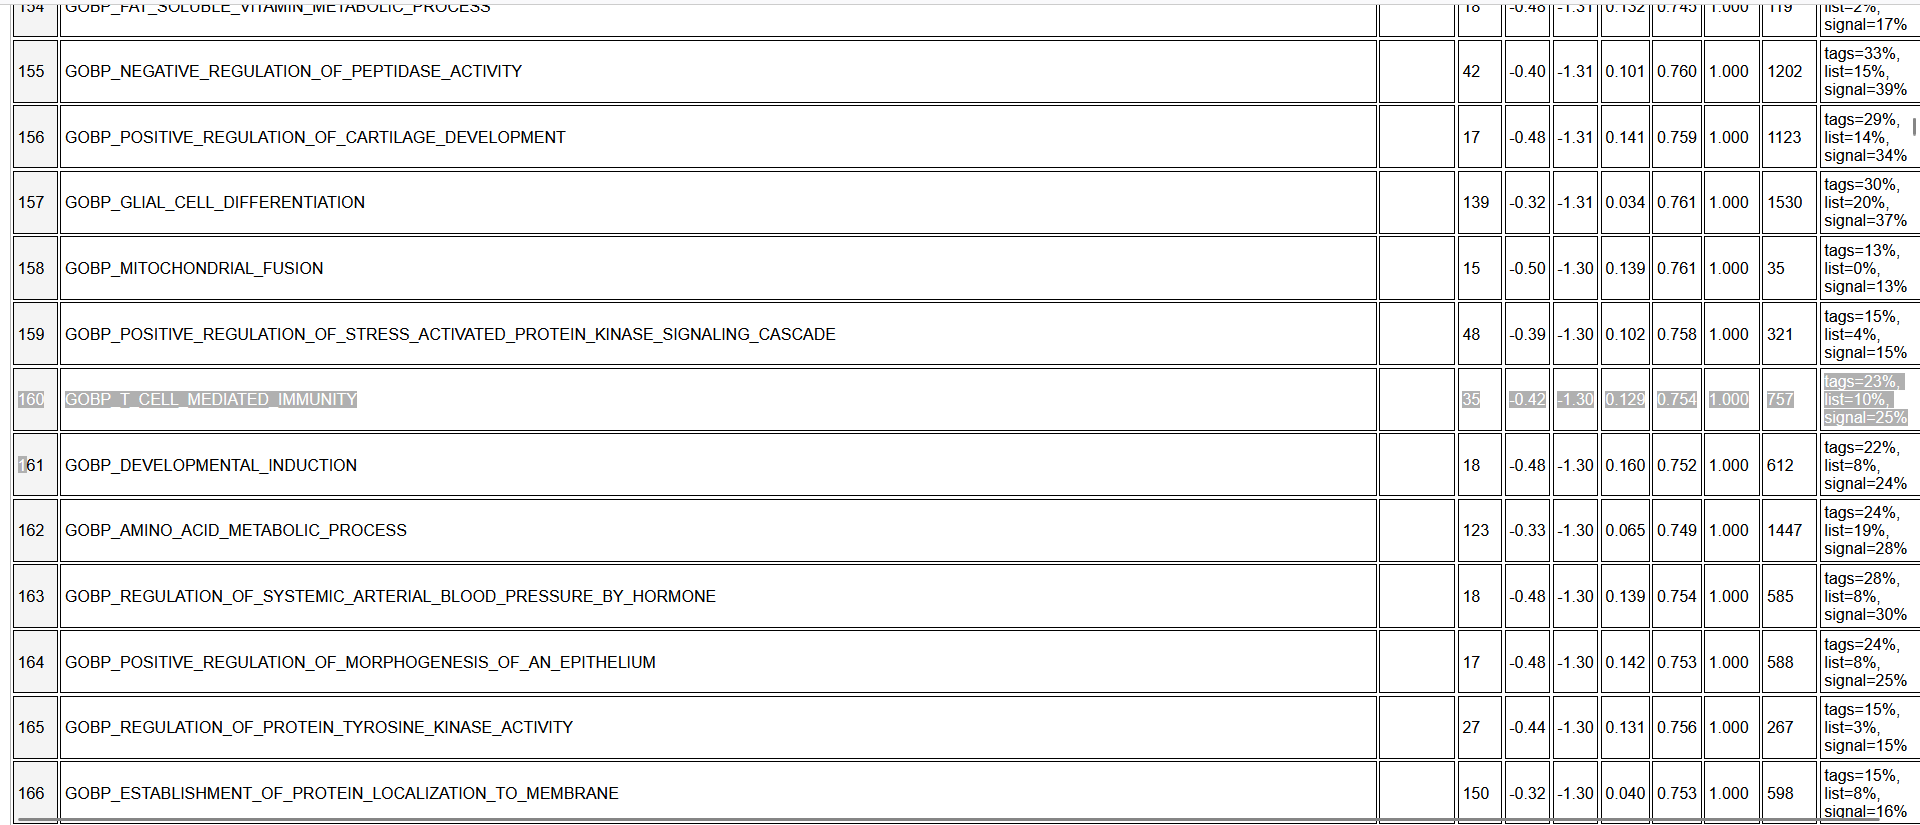 154 GOBP_FAT_SOLUBLE_VITAMIN_METABOLIC_PROCESS 18 -0.48 -1.31 0.132 0.745 1.000 119 list=2%,
signal=17%
tags=33%,
155 GOBP_NEGATIVE_REGULATION_OF_PEPTIDASE_ACTIVITY 42 -0.40 -1.31 0.101 0.760 1.000 1202 list=15%,
signal=39%
tags=29%,
156 GOBP_POSITIVE_REGULATION_OF_CARTILAGE_DEVELOPMENT 17 -0.48 -1.31 0.141 0.759 1.000 1123 list=14%,
signal=34%
tags=30%,
157 GOBP_GLIAL_CELL_DIFFERENTIATION 139 -0.32 -1.31 0.034 0.761 1.000 1530 list=20%,
signal=37%
tags=13%,
158 GOBP_MITOCHONDRIAL_FUSION 15 -0.50 -1.30 0.139 0.761 1.000 35 list=0%,
signal=13%
tags=15%,
159 GOBP_POSITIVE_REGULATION_OF_STRESS_ACTIVATED_PROTEIN_KINASE_SIGNALING_CASCADE 48 -0.39 -1.30 0.102 0.758 1.000 321 list=4%,
signal=15%
tags=23%,
160 GOBP_T_CELL_MEDIATED_IMMUNITY 35 -0.42 -1.30 0.129 0.754 1.000 757 list=10%,
signal=25%
tags=22%,
161 GOBP_DEVELOPMENTAL_INDUCTION 18 -0.48 -1.30 0.160 0.752 1.000 612 list=8%,
signal=24%
tags=24%,
162 GOBP_AMINO_ACID_METABOLIC_PROCESS 123 -0.33 -1.30 0.065 0.749 1.000 1447 list=19%,
signal=28%
tags=28%,
163 GOBP_REGULATION_OF_SYSTEMIC_ARTERIAL_BLOOD_PRESSURE_BY_HORMONE 18 -0.48 -1.30 0.139 0.754 1.000 585 list=8%,
signal=30%
tags=24%,
164 GOBP_POSITIVE_REGULATION_OF_MORPHOGENESIS_OF_AN_EPITHELIUM 17 -0.48 -1.30 0.142 0.753 1.000 588 list=8%,
signal=25%
tags=15%,
165 GOBP_REGULATION_OF_PROTEIN_TYROSINE_KINASE_ACTIVITY 27 -0.44 -1.30 0.131 0.756 1.000 267 list=3%,
signal=15%
tags=15%,
166 GOBP_ESTABLISHMENT_OF_PROTEIN_LOCALIZATION_TO_MEMBRANE 150 -0.32 -1.30 0.040 0.753 1.000 598 list=8%,
signal=16%